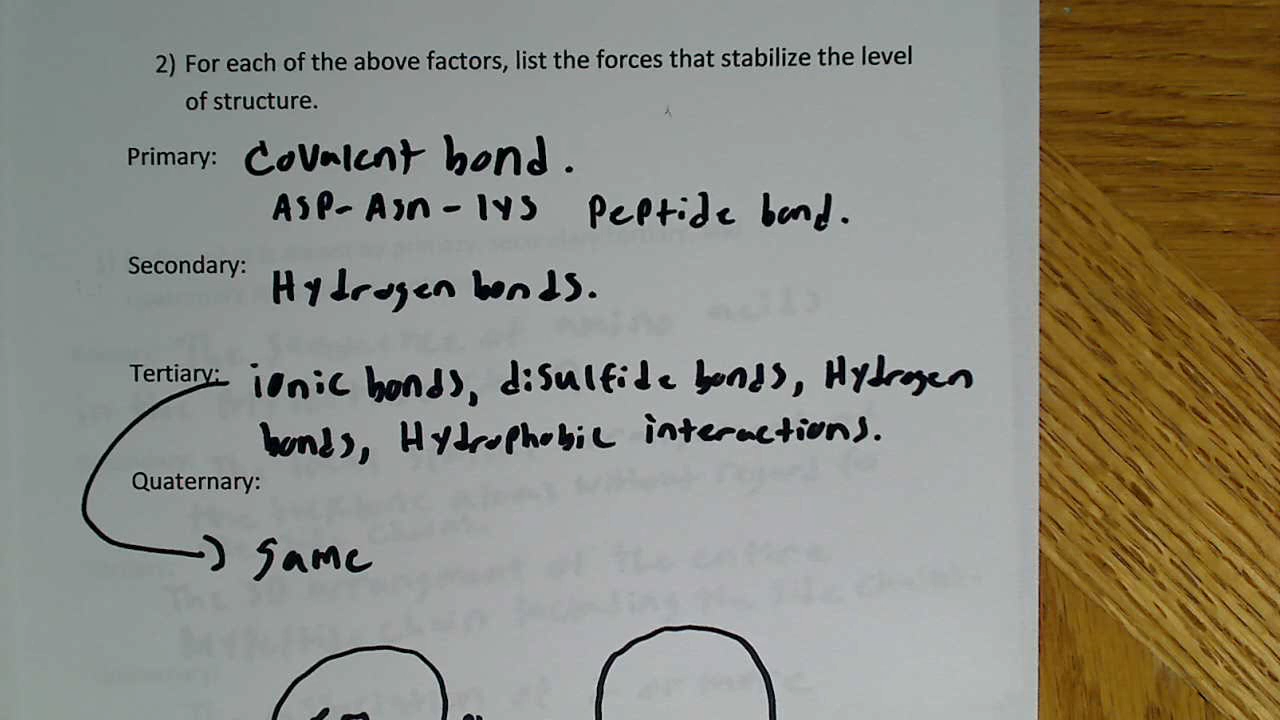 2) For each of the above factors, list the forces that stabilize the level
of structure.
Primary: Covalent bond.
Asp- Asn - lys Peptide bond.
Secondary:
Hydrogen bonds.
Tertiary: ionic bonds, disulfide bonds, Hydrogen
bonds, Hydrophobic interactions.
Quaternary:
same